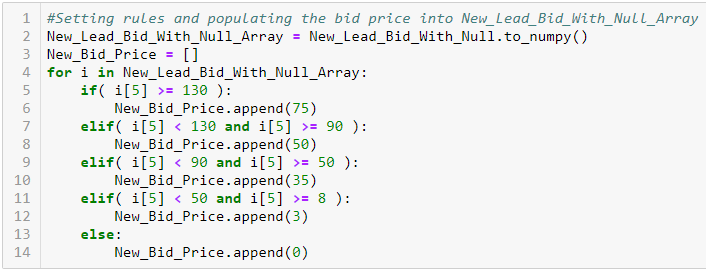 1 #Setting rules and populating the bid price into New_Lead_Bid_With_Null_Array
2 New_Lead_Bid_With_Null_Array = New_Lead_Bid_With_Null.to_numpy()
3 New_Bid_Price = []
4 for i in New_Lead_Bid_With_Null_Array:
5     if( i[5] >= 130 ):
6         New_Bid_Price.append(75)
7     elif( i[5] < 130 and i[5] >= 90 ):
8         New_Bid_Price.append(50)
9     elif( i[5] < 90 and i[5] >= 50 ):
10         New_Bid_Price.append(35)
11     elif( i[5] < 50 and i[5] >= 8 ):
12         New_Bid_Price.append(3)
13     else:
14         New_Bid_Price.append(0)